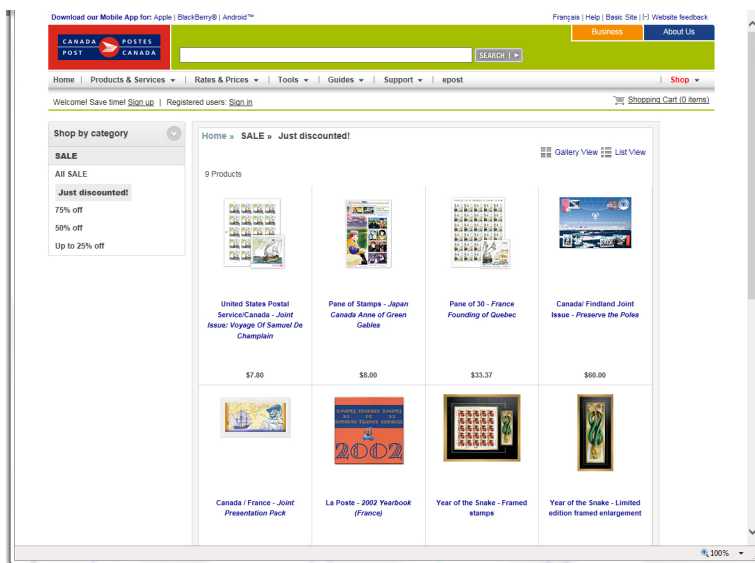 Download our Mobile App for: Apple | BlackBerry® | Android™
Français | Help | Basic Site | [-] Website feedback
Business
About Us
CANADA POSTES
POST CANADA
SEARCH
Home | Products & Services | Rates & Prices | Tools | Guides | Support | epost | Shop
Welcome! Save time! Sign up | Registered users: Sign in
Shopping Cart (0 items)
Shop by category
SALE
All SALE
Just discounted!
75% off
50% off
Up to 25% off
Home » SALE » Just discounted!
Gallery View List View
9 Products
United States Postal
Service/Canada - Joint
Issue: Voyage Of Samuel De
Champlain
$7.80
Pane of Stamps - Japan
Canada Anne of Green
Gables
$8.00
Pane of 30 - France
Founding of Quebec
$33.37
Canada/ Findland Joint
Issue - Preserve the Poles
$60.00
2002
Canada / France - Joint
Presentation Pack
La Poste - 2002 Yearbook
(France)
Year of the Snake - Framed
stamps
Year of the Snake - Limited
edition framed enlargement
100%